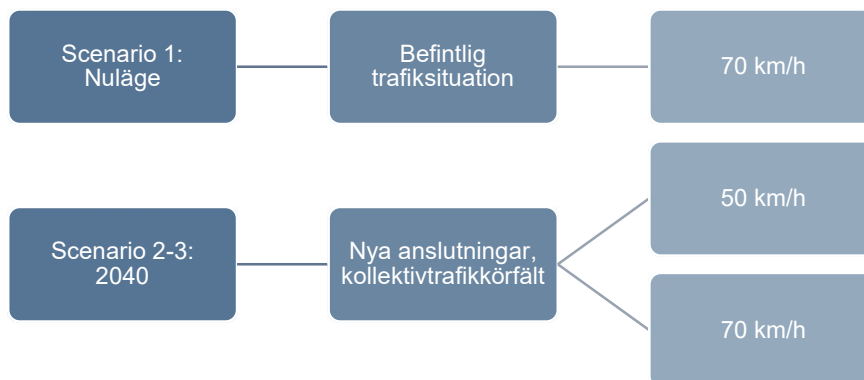 Scenario 1:
Nuläge
Befintlig
trafiksituation
70 km/h
50 km/h
Scenario 2-3:
2040
Nya anslutningar,
kollektivtrafikkörfält
70 km/h